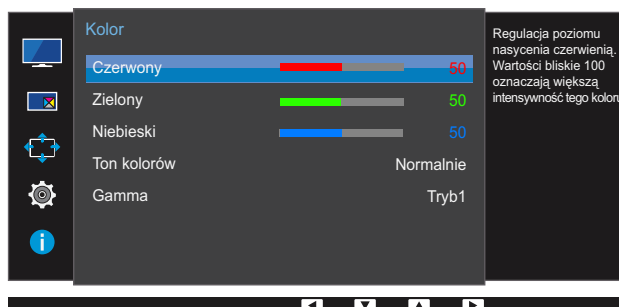 Kolor
Czerwony 50
Zielony 50
Niebieski 50
Ton kolorów Normalnie
Gamma Tryb1
Regulacja poziomu
nasycenia czerwienią.
Wartości bliskie 100
oznaczają większą
intensywność tego koloru